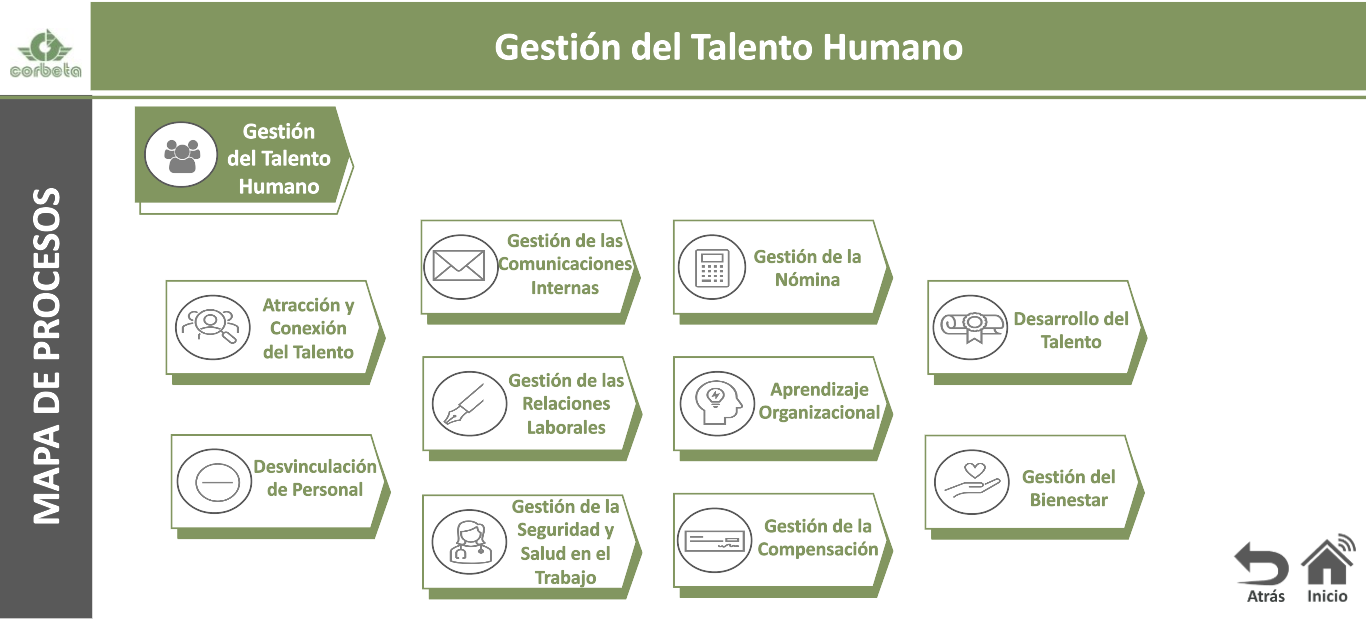 corbeta
Gestión del Talento Humano
MAPA DE PROCESOS
Gestión
del Talento
Humano
Atracción y
Conexión
del Talento
Desvinculación
de Personal
Gestión de las
Comunicaciones
Internas
Gestión de las
Relaciones
Laborales
Gestión de la
Seguridad y
Salud en el
Trabajo
Gestión de la
Nómina
Aprendizaje
Organizacional
Gestión de la
Compensación
Desarrollo del
Talento
Gestión del
Bienestar
Atrás
Inicio